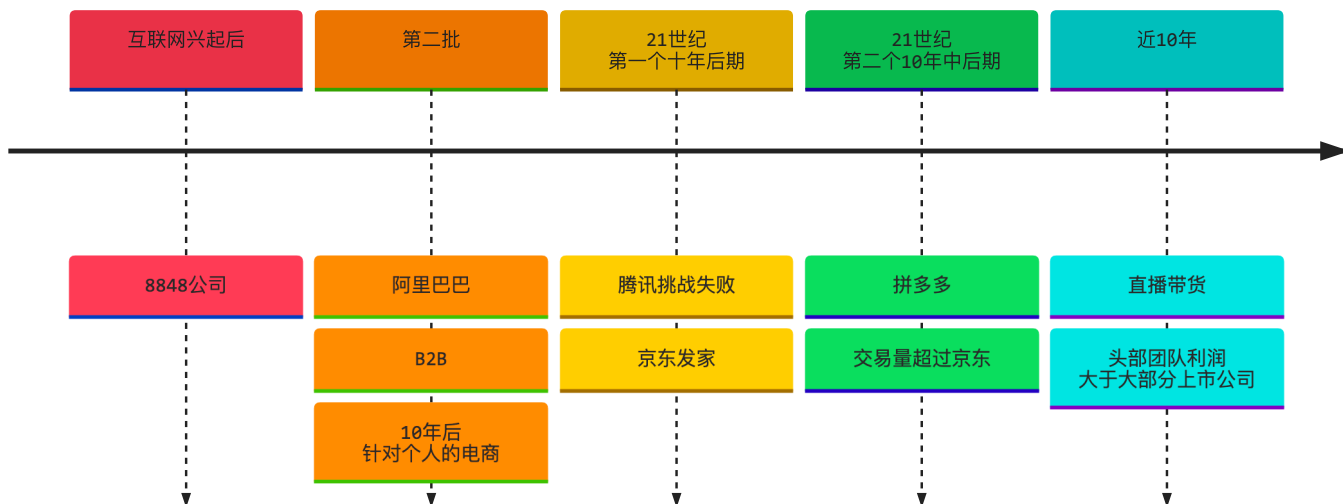 互联网兴起后
第二批
21世纪
第一个十年后期
21世纪
第二个10年中后期
近10年
8848公司
阿里巴巴
B2B
10年后
针对个人的电商
腾讯挑战失败
京东发家
拼多多
交易量超过京东
直播带货
头部团队利润
大于大部分上市公司